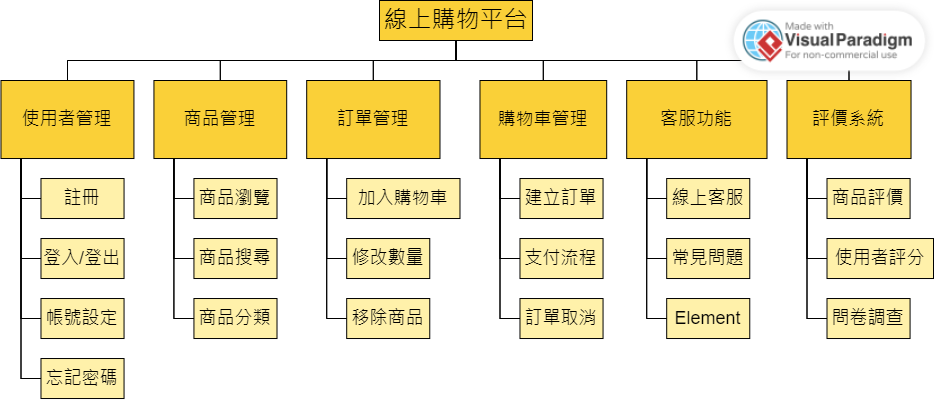 線上購物平台
Made with
Visual Paradigm
For non-commercial use
使用者管理
商品管理
訂單管理
購物車管理
客服功能
評價系統
註冊
商品瀏覽
加入購物車
建立訂單
線上客服
商品評價
登入/登出
商品搜尋
修改數量
支付流程
常見問題
使用者評分
帳號設定
商品分類
移除商品
訂單取消
Element
問卷調查
忘記密碼